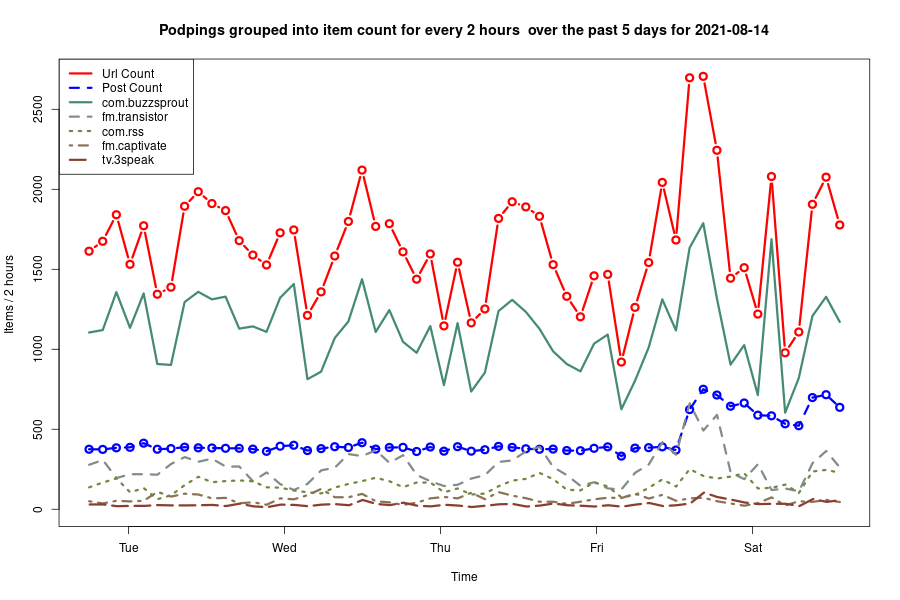 Podpings grouped into item count for every 2 hours  over the past 5 days for 2021-08-14
Url Count
Post Count
com.buzzsprout
fm.transistor
com.rss
fm.captivate
tv.3speak
Items / 2 hours
2500
2000
1500
1000
500
0
Tue Wed Thu Fri Sat
Time